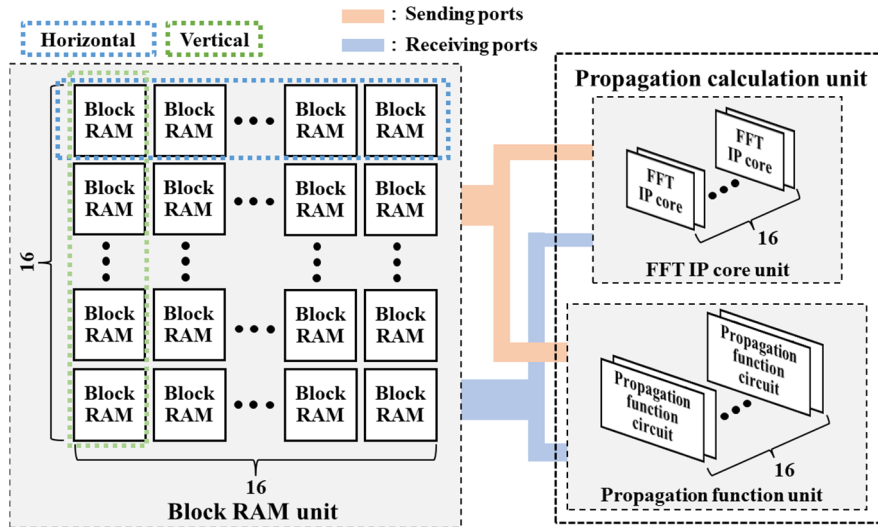 Horizontal
Vertical
: Sending ports
: Receiving ports
Block RAM
Block RAM
Block RAM
Block RAM
Block RAM
Block RAM
Block RAM
Block RAM
16
Block RAM
Block RAM
Block RAM
Block RAM
Block RAM
Block RAM
Block RAM
Block RAM
16
Block RAM unit
Propagation calculation unit
FFT
IP core
FFT
IP core
16
FFT IP core unit
Propagation
function
circuit
Propagation
function
circuit
16
Propagation function unit